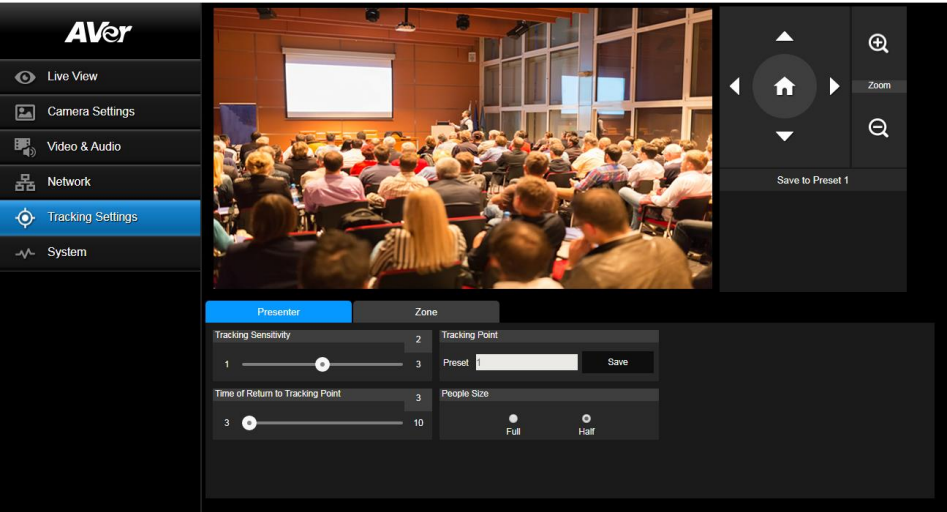 AVer
Live View
Camera Settings
Video & Audio
Network
Tracking Settings
System
Zoom
Save to Preset 1
Presenter
Zone
Tracking Sensitivity
2
1
3
Tracking Point
Preset 1
Save
Time of Return to Tracking Point
3
3
10
People Size
Full
Half